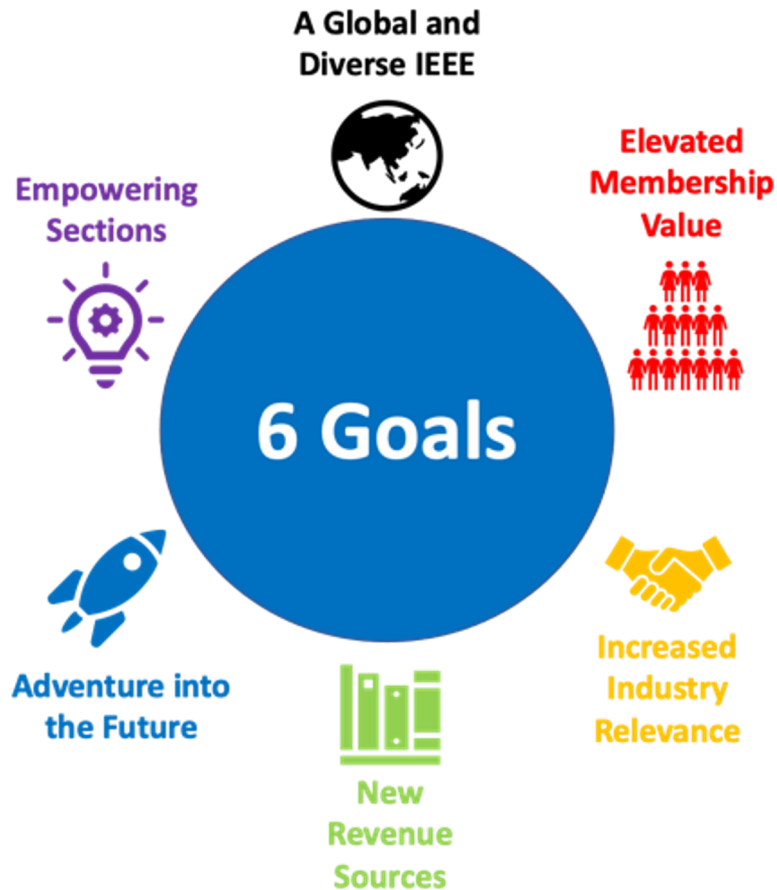 A Global and
Diverse IEEE
Elevated
Membership
Value
Empowering
Sections
6 Goals
Increased
Industry
Relevance
Adventure into
the Future
New
Revenue
Sources